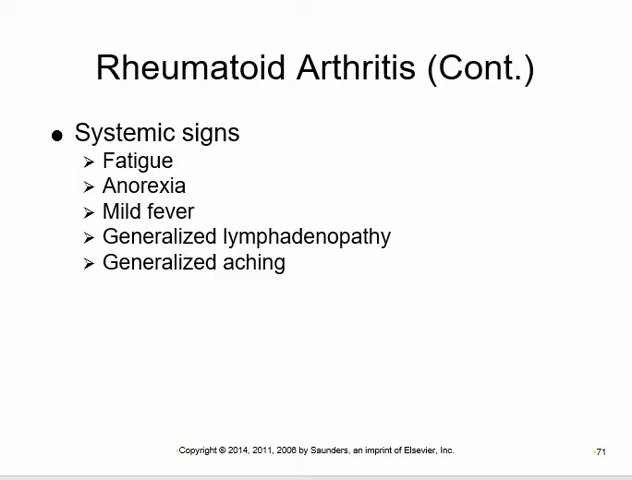 Rheumatoid Arthritis (Cont.)
● Systemic signs
➢ Fatigue
➢ Anorexia
➢ Mild fever
➢ Generalized lymphadenopathy
➢ Generalized aching
Copyright © 2014, 2011, 2006 by Saunders, an imprint of Elsevier, Inc.
71